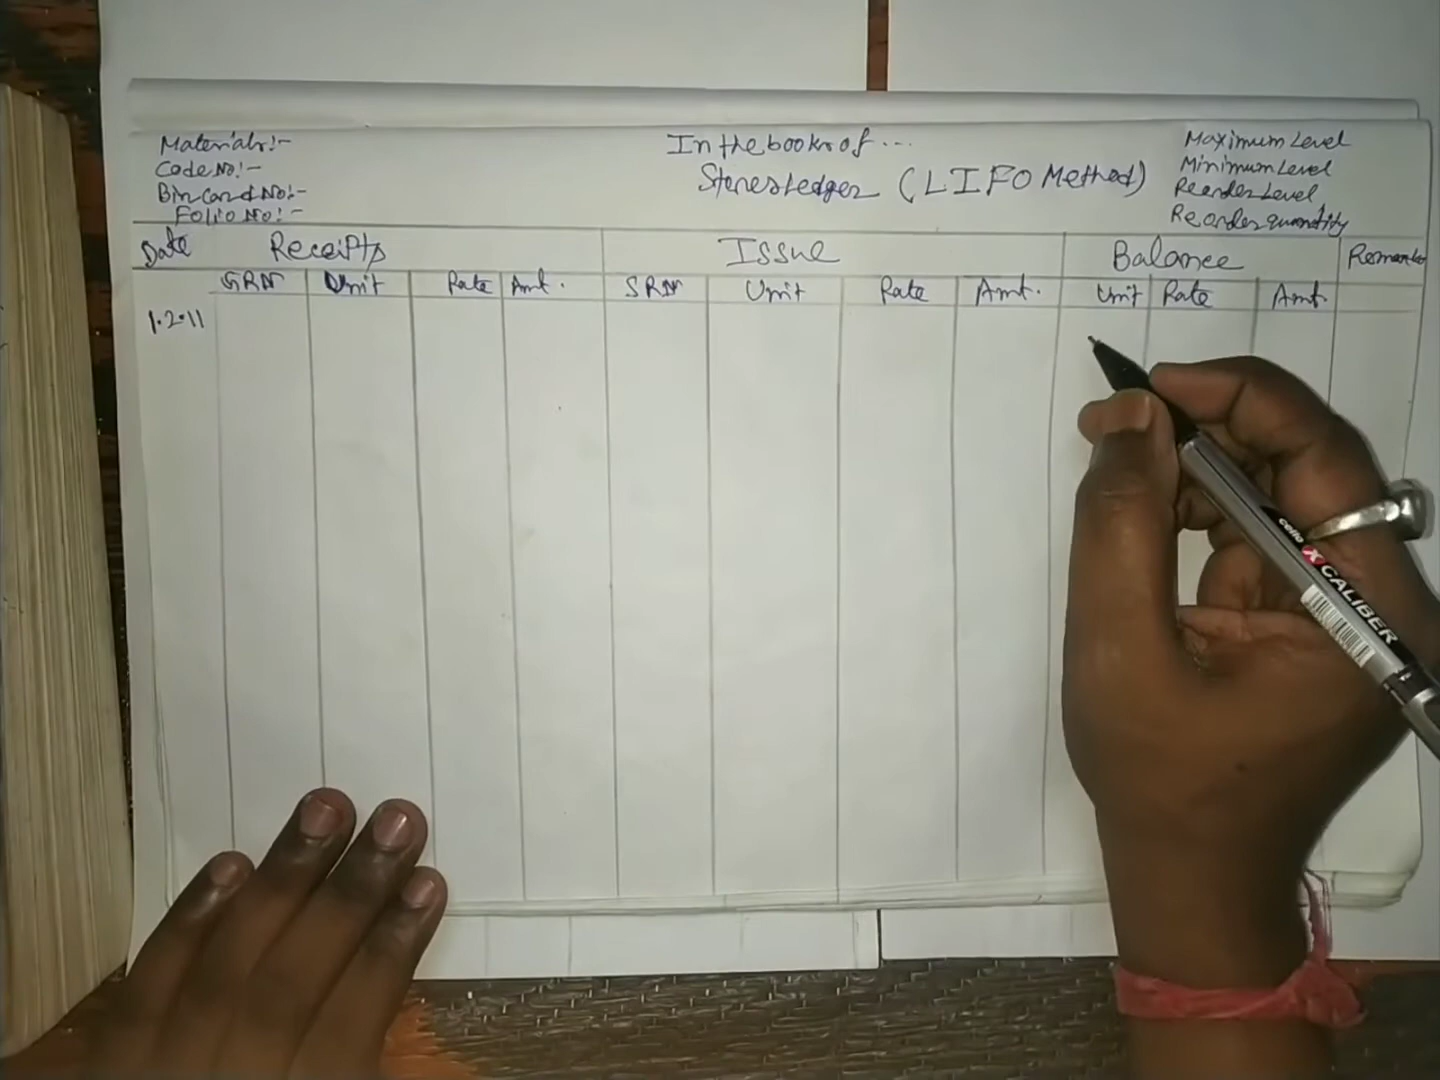 Materials:-
Code No:-
Bin Card No:-
Folio No:-
In the books of ...
Stores Ledger (LIFO Method)
Maximum Level
Minimum Level
Reorder Level
Reorder quantity
Date Receipts Issue Balance Remarks
GRN Unit Rate Amt. SRN Unit Rate Amt. Unit Rate Amt.
1.2.11
cello XCALIBER